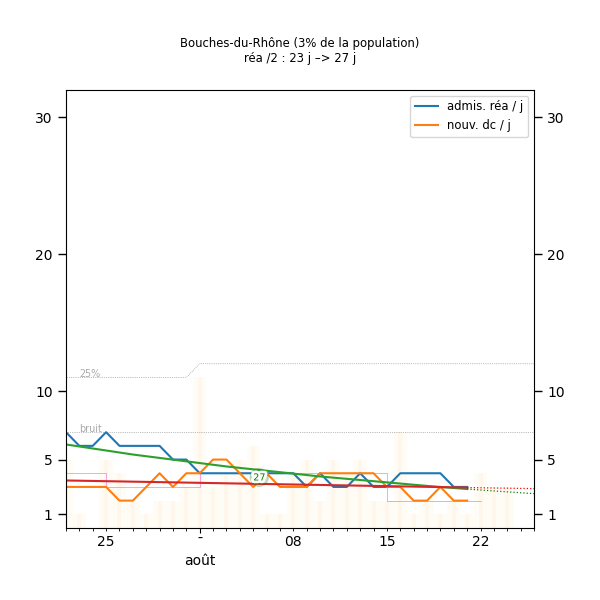 Bouches-du-Rhône (3% de la population)
réa /2 : 23 j –> 27 j
admis. réa / j
nouv. dc / j
30
30
20
20
25%
10
10
bruit
5
5
27
1
1
25
-
08
15
22
août